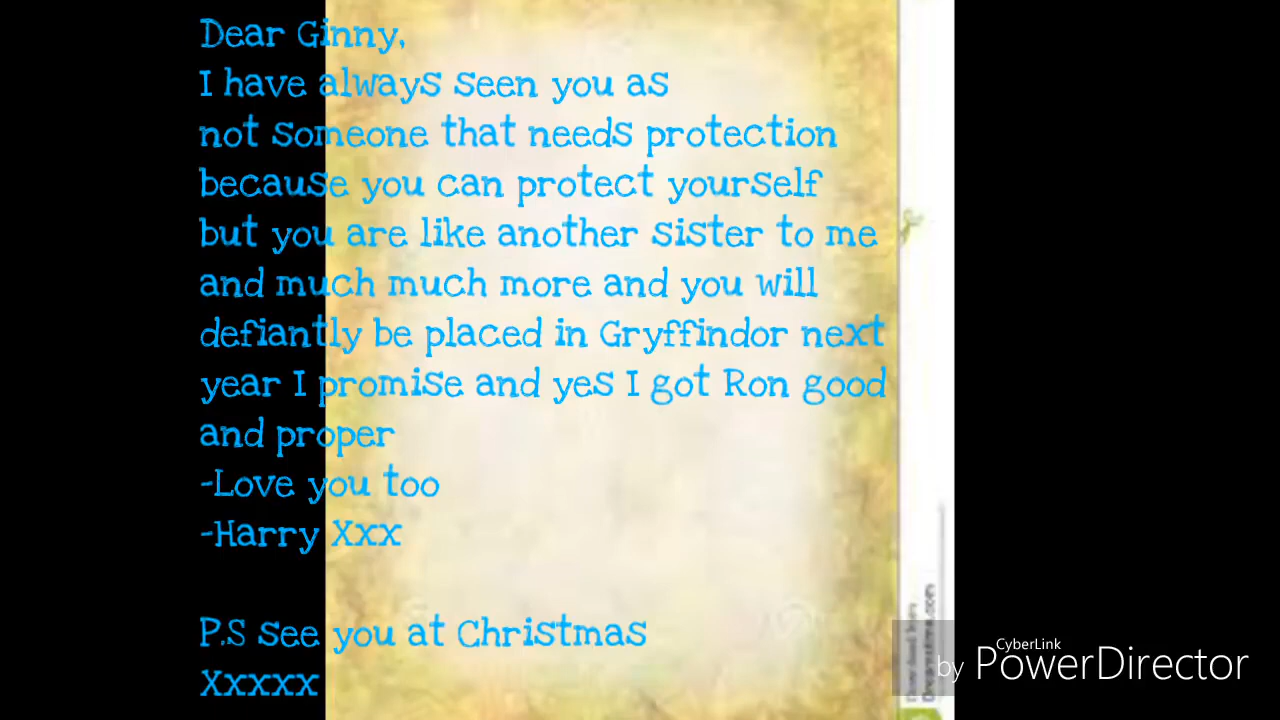 Dear Ginny,
I have always seen you as
not someone that needs protection
because you can protect yourself
but you are like another sister to me
and much much more and you will
defiantly be placed in Gryffindor next
year I promise and yes I got Ron good
and proper
-Love you too
-Harry Xxx
P.S see you at Christmas
Xxxxx
CyberLink
by PowerDirector